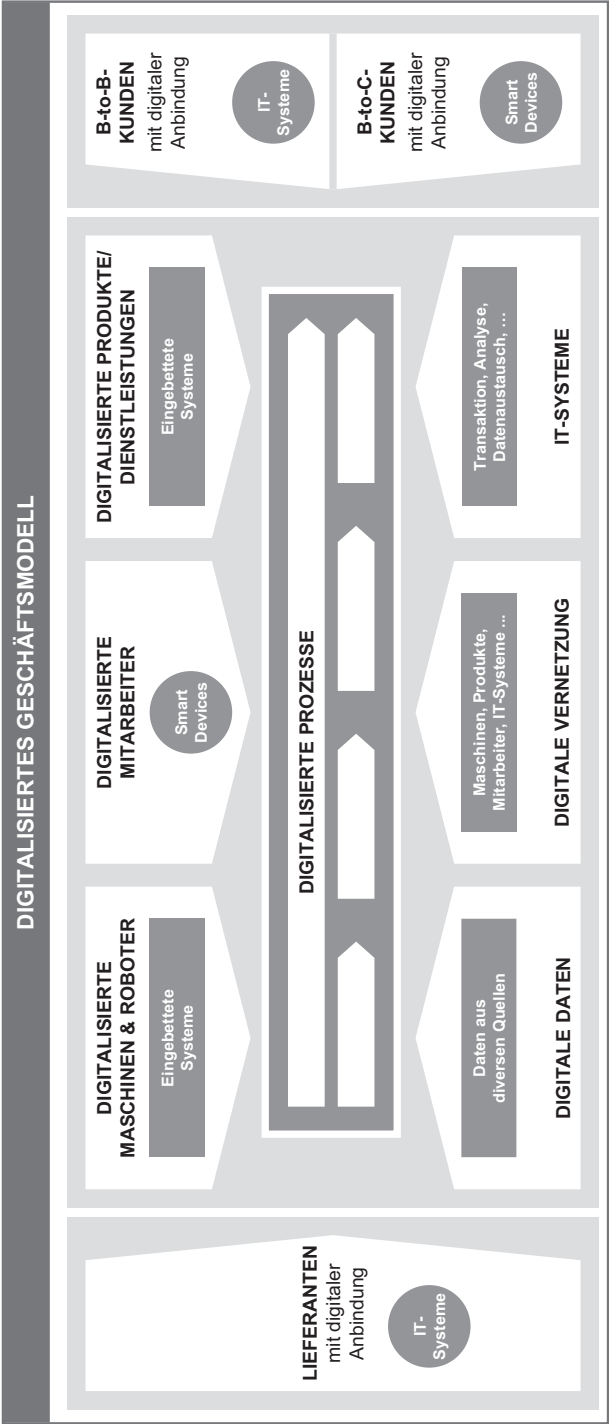 DIGITALISIERTES GESCHÄFTSMODELL
LIEFERANTEN
mit digitaler
Anbindung
IT-
Systeme
DIGITALISIERTE
MASCHINEN & ROBOTER
Eingebettete
Systeme
DIGITALISIERTE
MITARBEITER
Smart
Devices
DIGITALISIERTE PRODUKTE/
DIENSTLEISTUNGEN
Eingebettete
Systeme
DIGITALISIERTE PROZESSE
Daten aus
diversen Quellen
DIGITALE DATEN
Maschinen, Produkte,
Mitarbeiter, IT-Systeme ...
DIGITALE VERNETZUNG
Transaktion, Analyse,
Datenaustausch, ...
IT-SYSTEME
B-to-B-
KUNDEN
mit digitaler
Anbindung
IT-
Systeme
B-to-C-
KUNDEN
mit digitaler
Anbindung
Smart
Devices